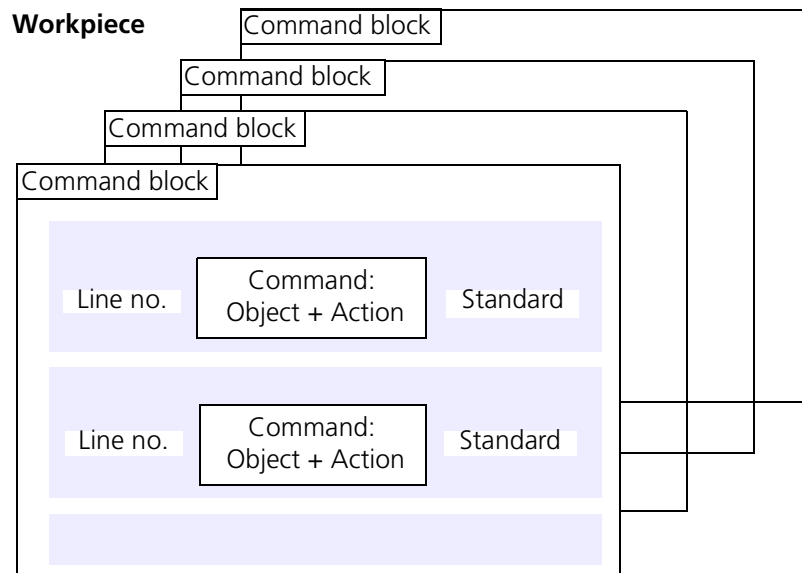 Workpiece
Command block
Command block
Command block
Command block
Line no.
Command:
Object + Action
Standard
Line no.
Command:
Object + Action
Standard